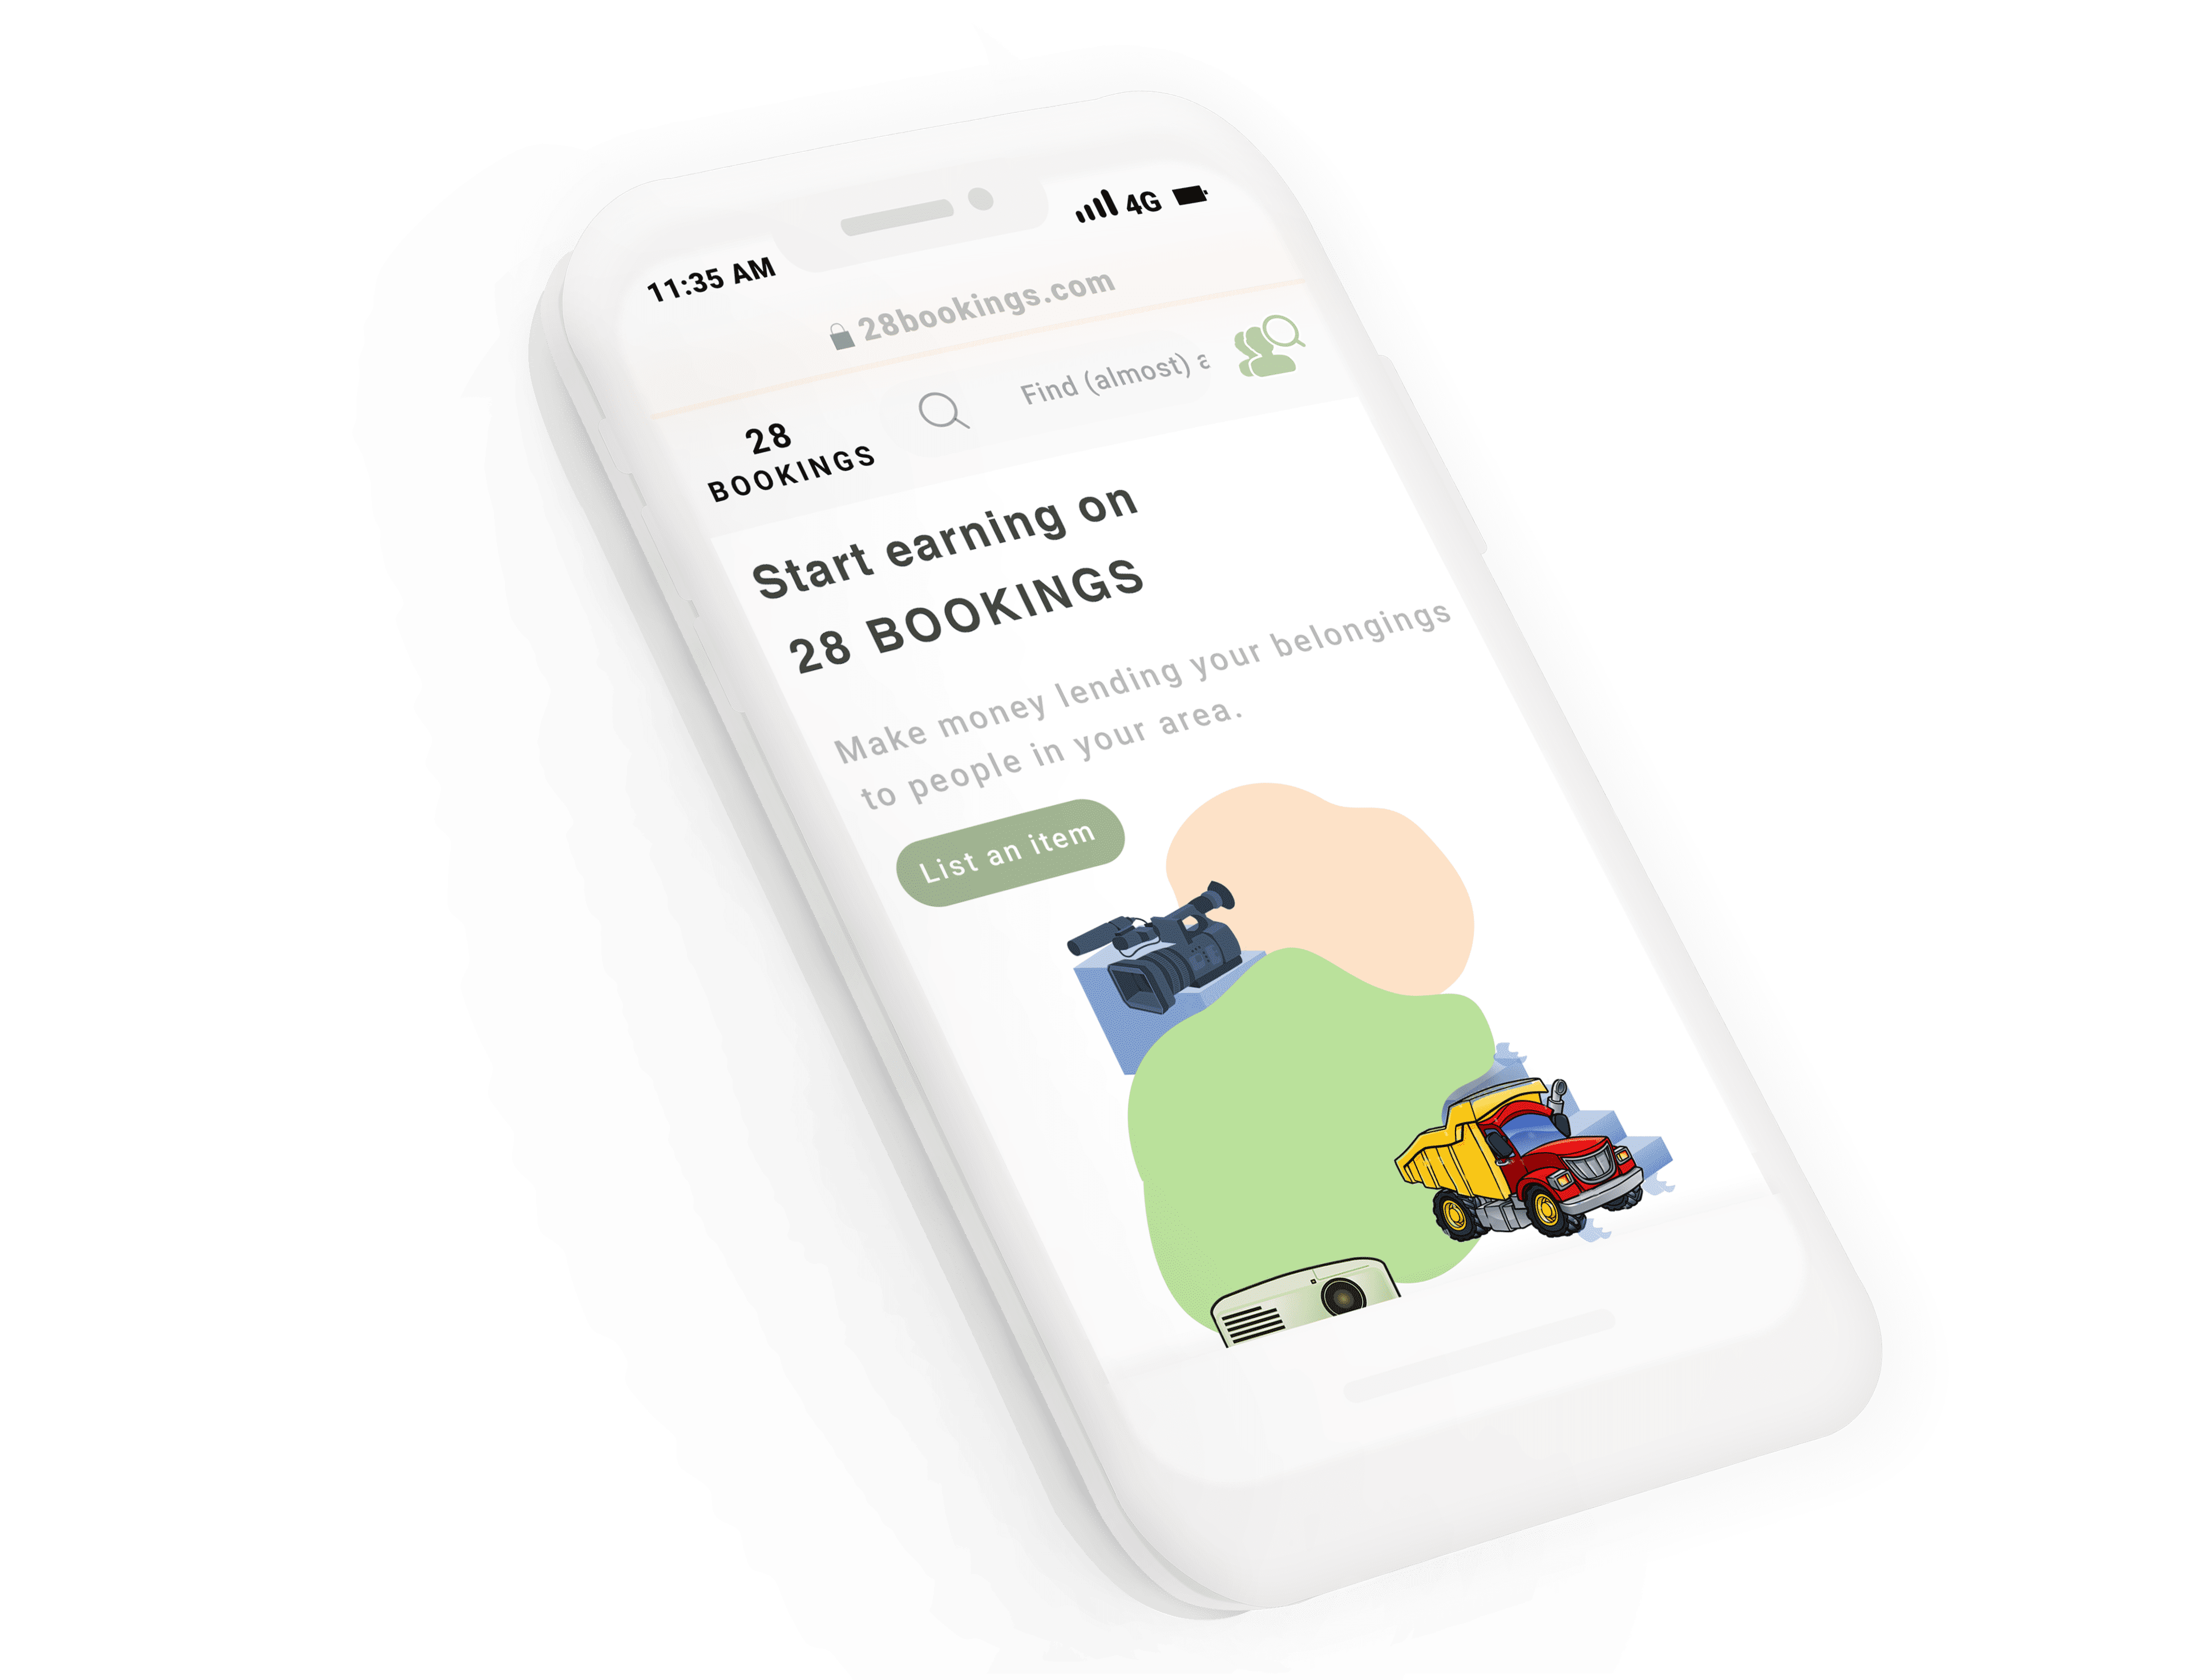 11:35 AM
4G
28bookings.com
28
BOOKINGS
Find (almost)
Start earning on
28 BOOKINGS
Make money lending your belongings
to people in your area.
List an item